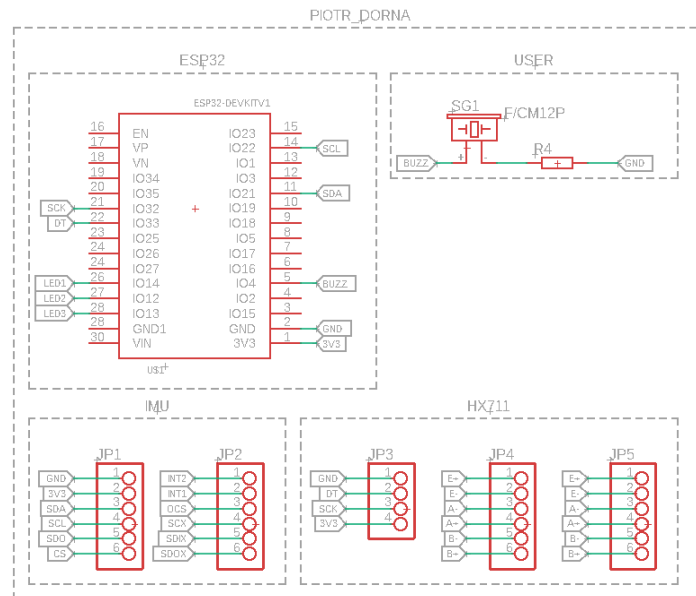 PIOTR_DORNA
ESP32
ESP32-DEVKITV1
16 EN IO23 15
17 VP IO22 14 SCL
18 VN IO1 13
19 IO34 IO3 12
20 IO35 IO21 11 SDA
SCK 21 IO32 IO19 10
DT 22 IO33 IO18 9
23 IO25 IO5 8
24 IO26 IO17 7
24 IO27 IO16 6
LED1 26 IO14 IO4 5 BUZZ
LED2 27 IO12 IO2 4
LED3 28 IO13 IO15 3
28 GND1 GND 2 GND
30 VIN 3V3 1 3V3
U$1
USER
SG1 F/CM12P
R4
BUZZ + - GND
IMU
JP1
GND 1
3V3 2
SDA 3
SCL 4
SDO 5
CS 6
JP2
INT2 1
INT1 2
OCS 3
SCX 4
SDIX 5
SDOX 6
HX711
JP3
GND 1
DT 2
SCK 3
3V3 4
JP4
E+ 1
E- 2
A- 3
A+ 4
B- 5
B+ 6
JP5
E+ 1
E- 2
A- 3
A+ 4
B- 5
B+ 6